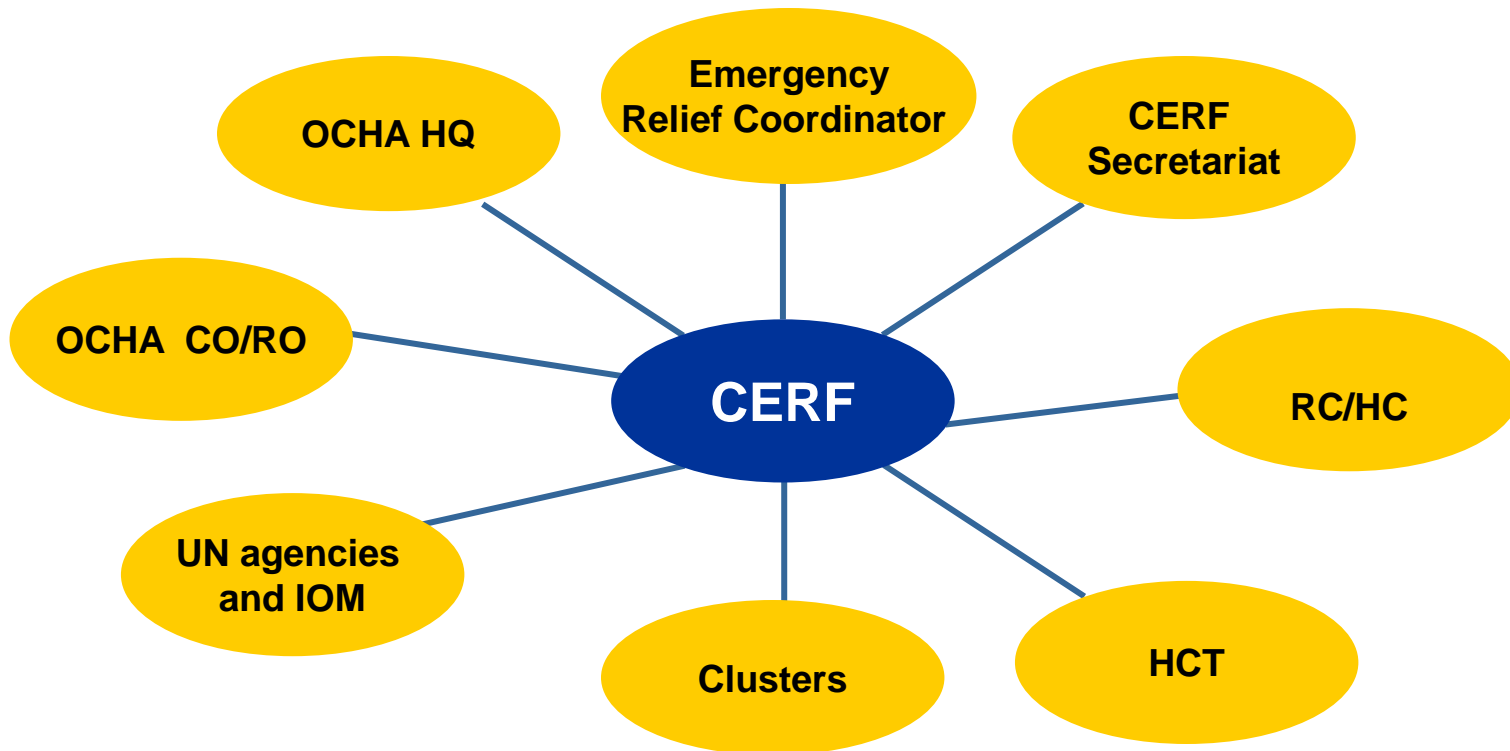 Emergency
Relief Coordinator
OCHA HQ
CERF
Secretariat
OCHA  CO/RO
CERF
RC/HC
UN agencies
and IOM
Clusters
HCT